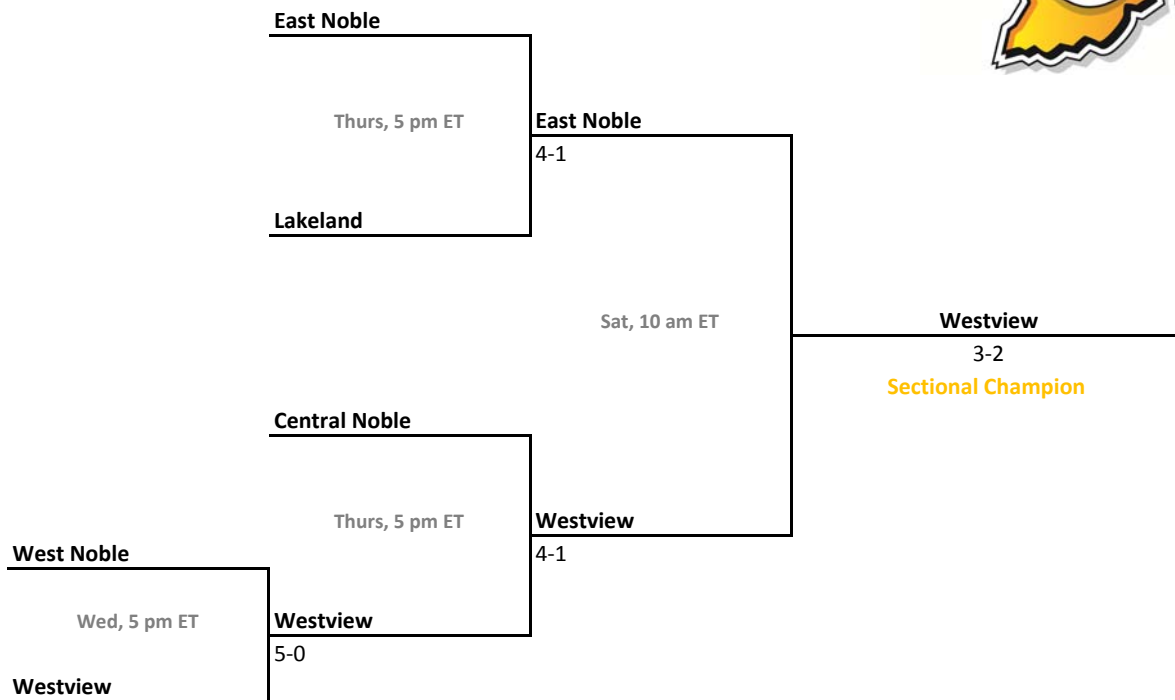 East Noble
Thurs, 5 pm ET
East Noble
4-1
Lakeland
Sat, 10 am ET
Westview
3-2
Sectional Champion
Central Noble
Thurs, 5 pm ET
Westview
4-1
West Noble
Wed, 5 pm ET
Westview
5-0
Westview